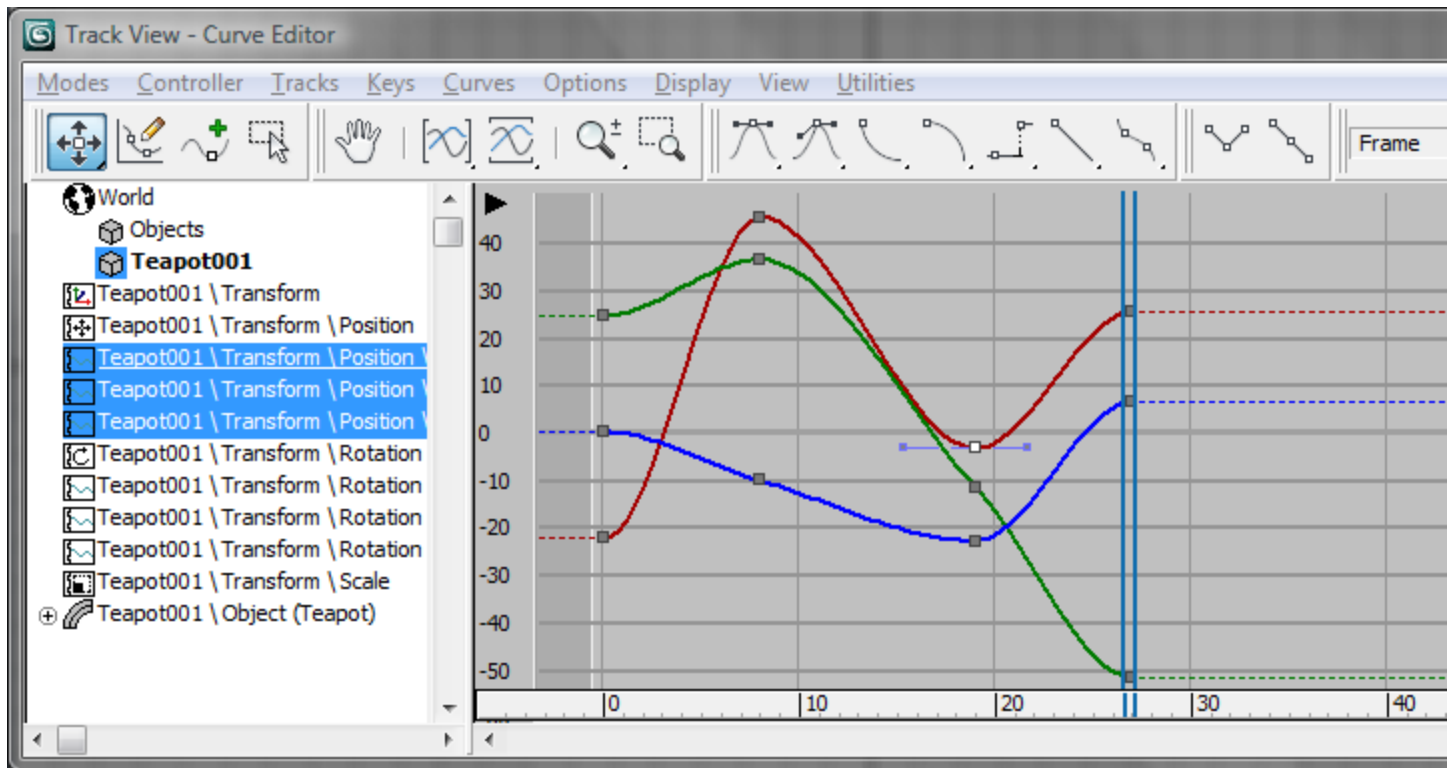 Track View - Curve Editor
Modes Controller Tracks Keys Curves Options Display View Utilities
Frame
World
Objects
Teapot001
Teapot001 \ Transform
Teapot001 \ Transform \ Position
Teapot001 \ Transform \ Position \
Teapot001 \ Transform \ Position \
Teapot001 \ Transform \ Position \
Teapot001 \ Transform \ Rotation
Teapot001 \ Transform \ Rotation
Teapot001 \ Transform \ Rotation
Teapot001 \ Transform \ Rotation
Teapot001 \ Transform \ Scale
Teapot001 \ Object (Teapot)
40
30
20
10
0
-10
-20
-30
-40
-50
0 10 20 30 40